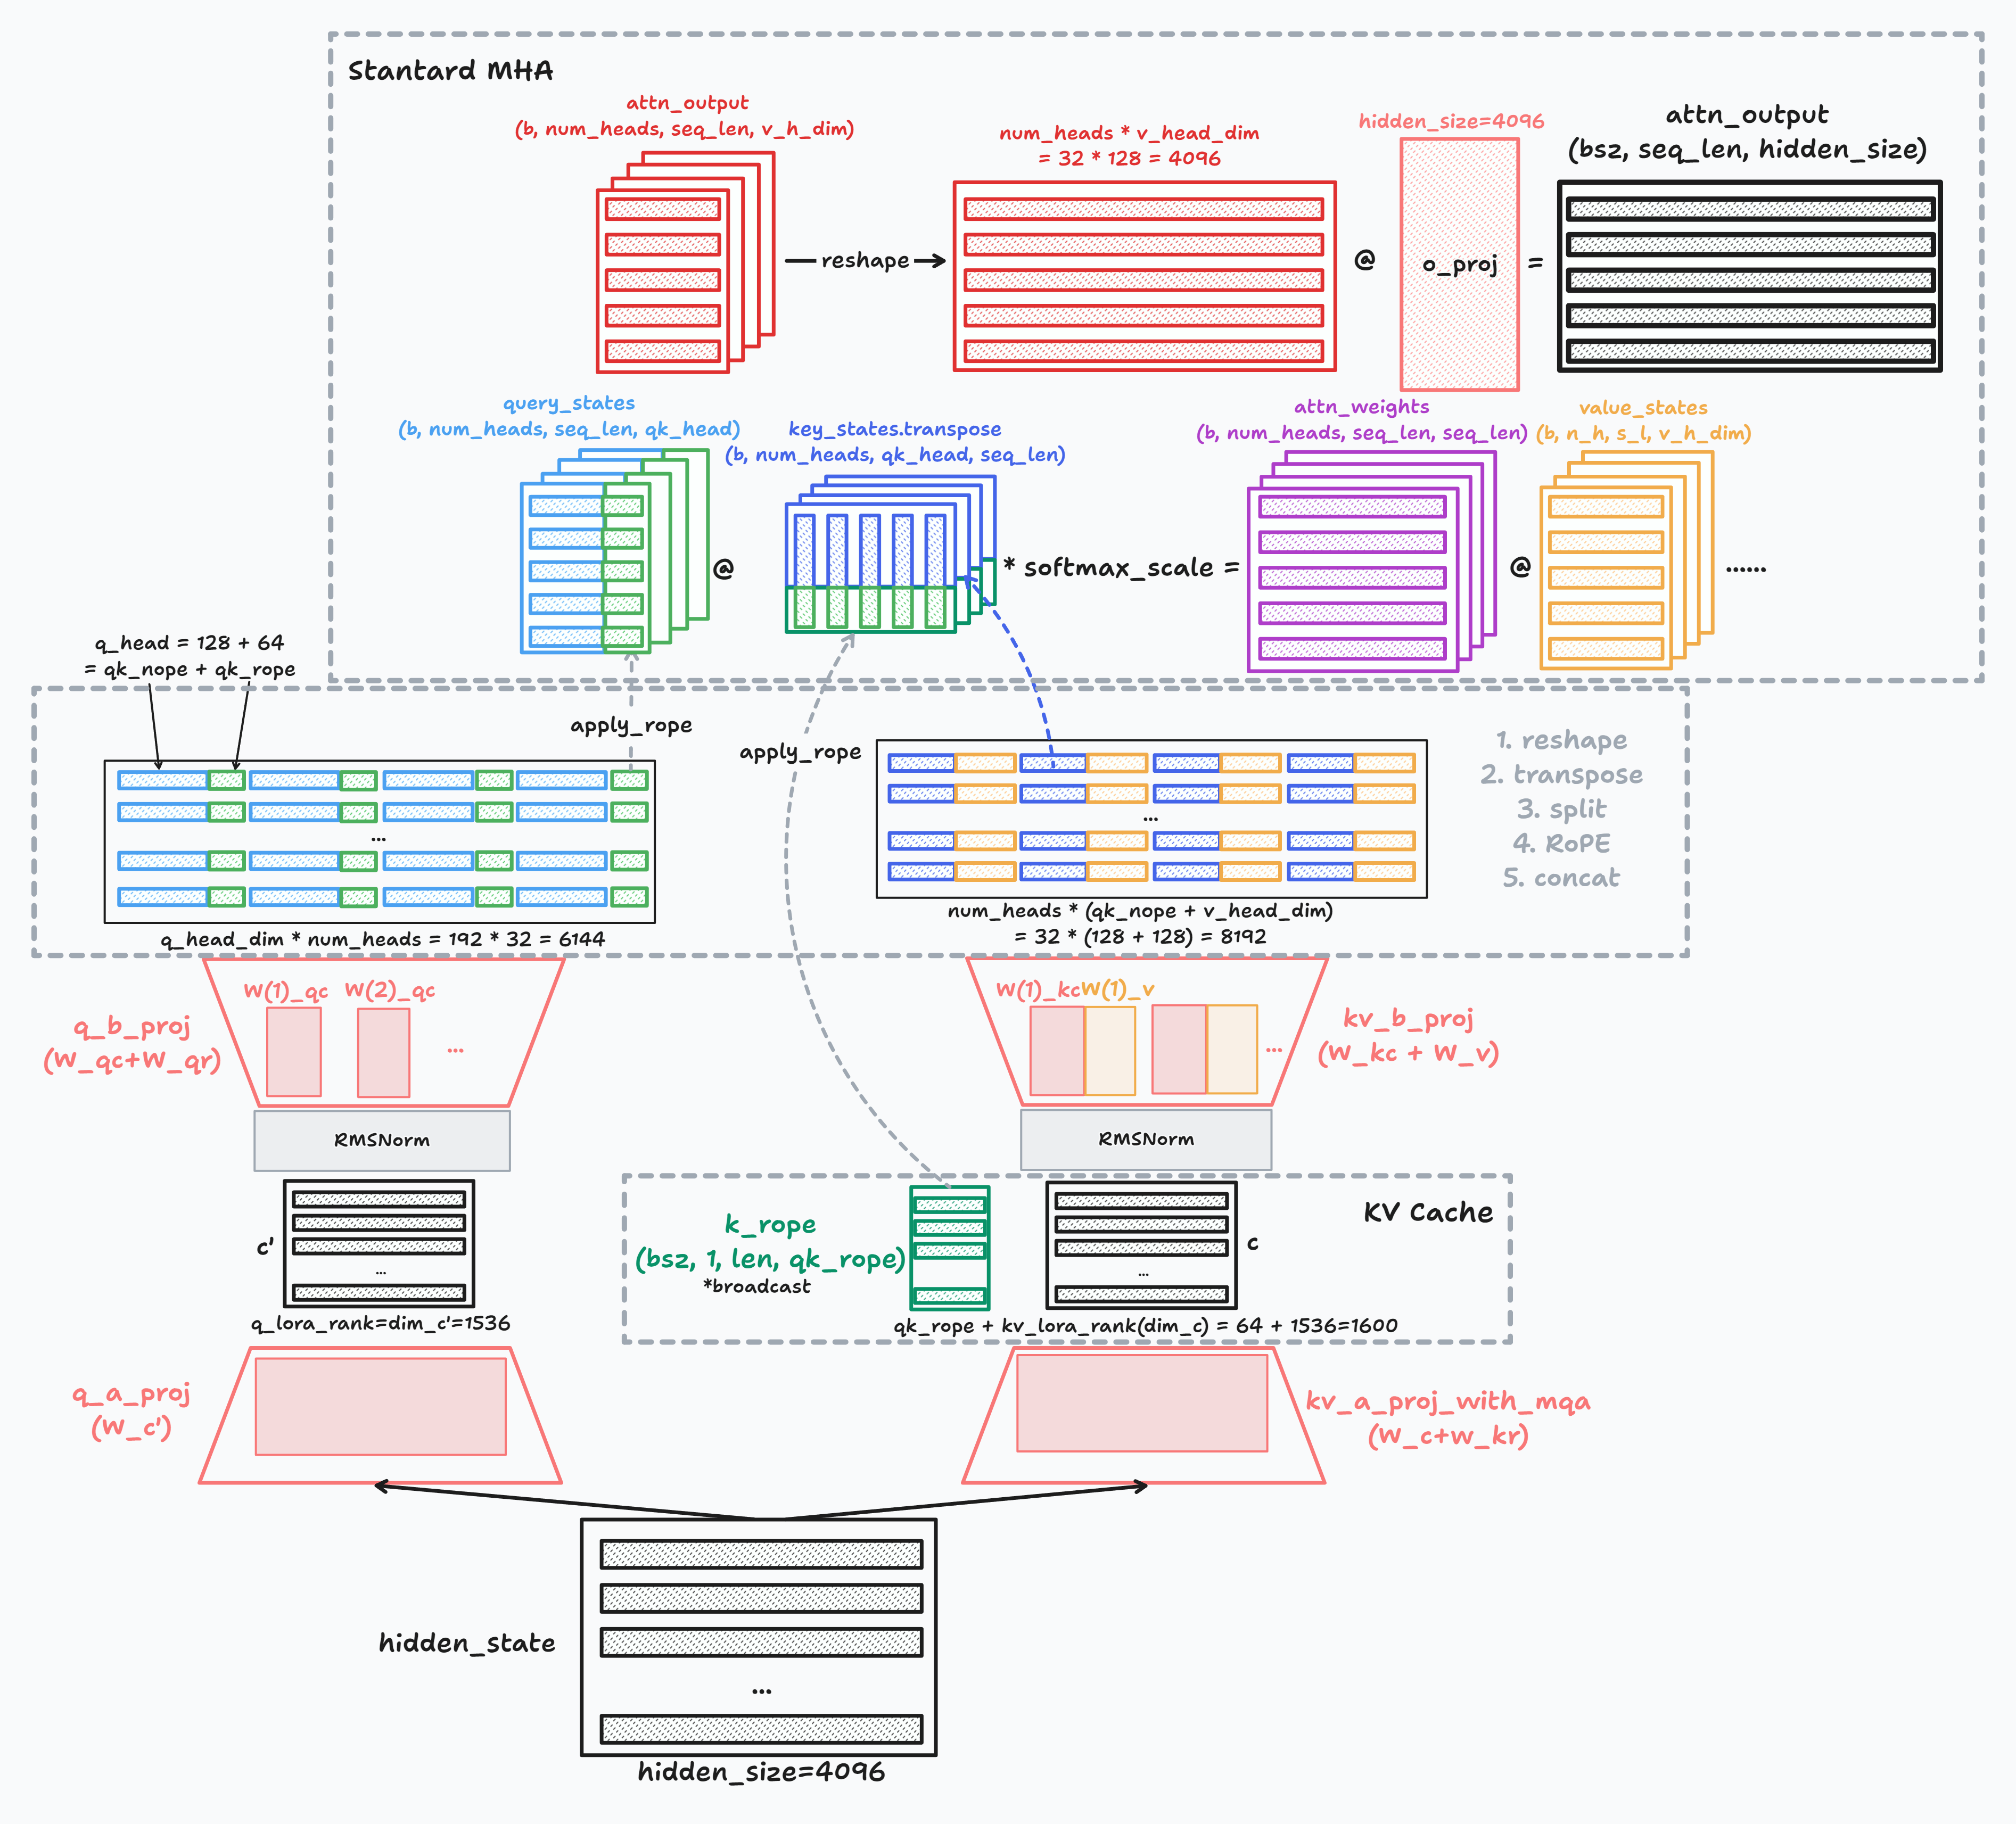 Stantard MHA
attn_output
(b, num_heads, seq_len, v_h_dim)
num_heads * v_head_dim
= 32 * 128 = 4096
hidden_size=4096
attn_output
(bsz, seq_len, hidden_size)
reshape
@
o_proj
=
query_states
(b, num_heads, seq_len, qk_head)
key_states.transpose
(b, num_heads, qk_head, seq_len)
attn_weights
(b, num_heads, seq_len, seq_len)
value_states
(b, n_h, s_l, v_h_dim)
@
* softmax_scale =
@
......
q_head = 128 + 64
= qk_nope + qk_rope
apply_rope
apply_rope
1. reshape
2. transpose
3. split
4. RoPE
5. concat
...
...
q_head_dim * num_heads = 192 * 32 = 6144
num_heads * (qk_nope + v_head_dim)
= 32 * (128 + 128) = 8192
q_b_proj
(W_qc+W_qr)
W(1)_qc
W(2)_qc
...
W(1)_kc
W(1)_v
...
kv_b_proj
(W_kc + W_v)
RMSNorm
RMSNorm
c'
...
q_lora_rank=dim_c'=1536
k_rope
(bsz, 1, len, qk_rope)
*broadcast
...
c
KV Cache
qk_rope + kv_lora_rank(dim_c) = 64 + 1536=1600
q_a_proj
(W_c')
kv_a_proj_with_mqa
(W_c+w_kr)
hidden_state
...
hidden_size=4096